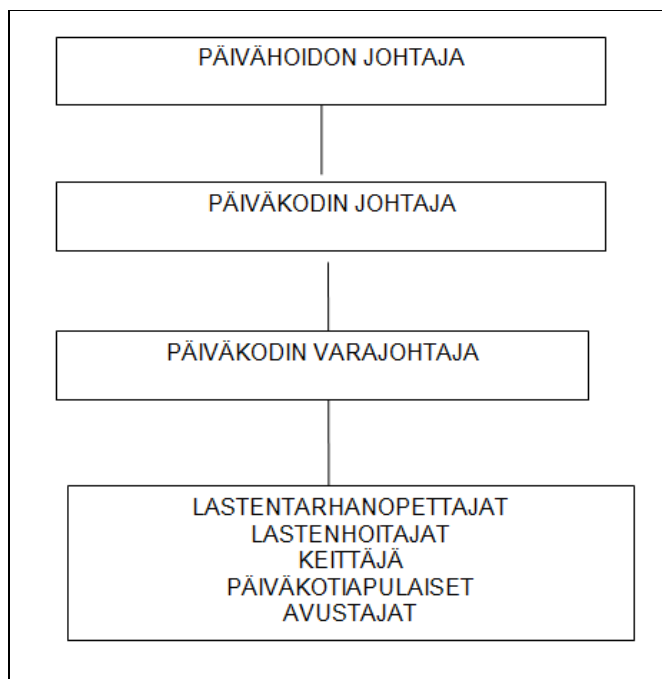 PÄIVÄHOIDON JOHTAJA
PÄIVÄKODIN JOHTAJA
PÄIVÄKODIN VARAJOHTAJA
LASTENTARHANOPETTAJAT
LASTENHOITAJAT
KEITTÄJÄ
PÄIVÄKOTIAPULAISET
AVUSTAJAT